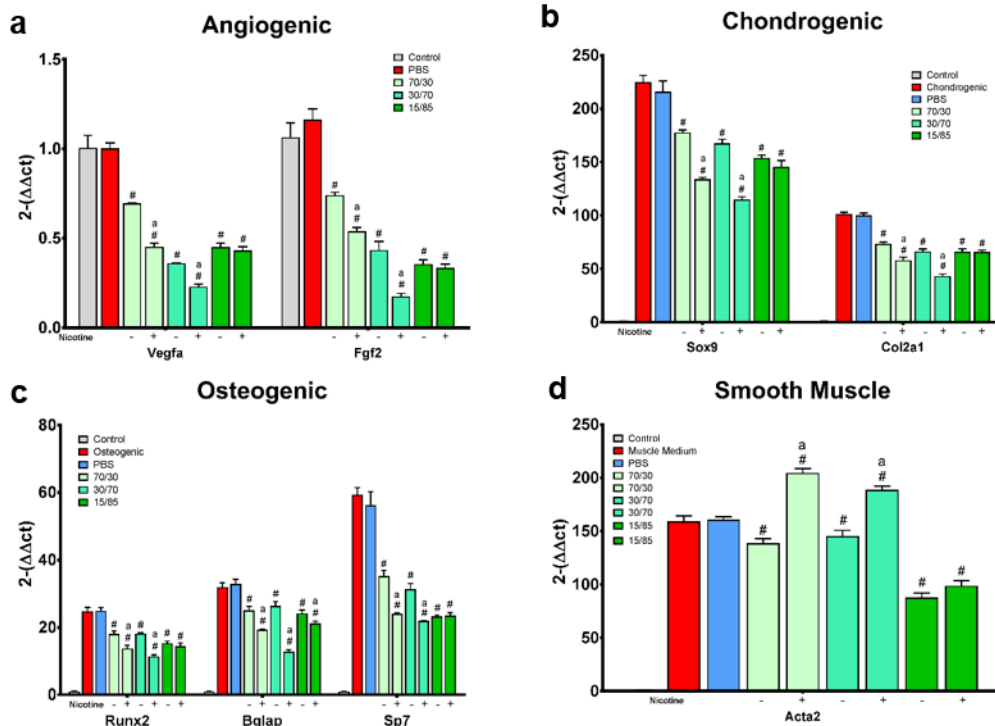 a
Angiogenic
2-(ΔΔct)
1.5
1.0
0.5
0.0
Control
PBS
70/30
30/70
15/85
#
a
#
#
a
#
#
#
#
a
#
#
a
#
#
#
Nicotine - + - + - + - + - + - +
Vegfa Fgf2
b
Chondrogenic
2-(ΔΔct)
250
200
150
100
50
0
Control
Chondrogenic
PBS
70/30
30/70
15/85
#
a
#
#
a
#
#
#
#
a
#
#
a
#
#
#
Nicotine - + - + - + - + - + - +
Sox9 Col2a1
c
Osteogenic
2-(ΔΔct)
80
60
40
20
0
Control
Osteogenic
PBS
70/30
30/70
15/85
#
a
#
#
a
#
#
#
#
a
#
#
a
#
#
a
#
#
a
#
#
a
#
#
#
Nicotine - + - + - + - + - + - + - + - + - +
Runx2 Bglap Sp7
d
Smooth Muscle
2-(ΔΔct)
250
200
150
100
50
0
Control
Muscle Medium
PBS
70/30
70/30
30/70
30/70
15/85
15/85
#
a
#
#
a
#
#
#
Nicotine - + - + - +
Acta2